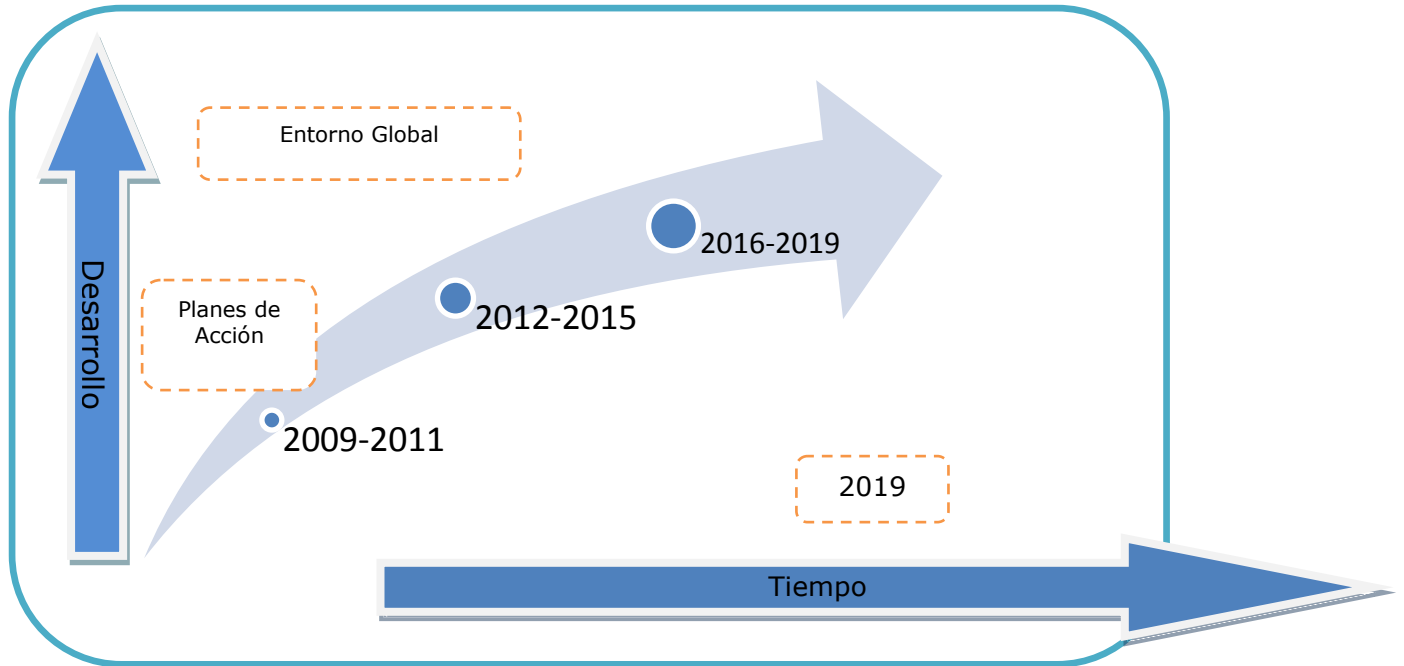 Entorno Global
2016-2019
Desarrollo
Planes de
Acción
2012-2015
2009-2011
2019
Tiempo